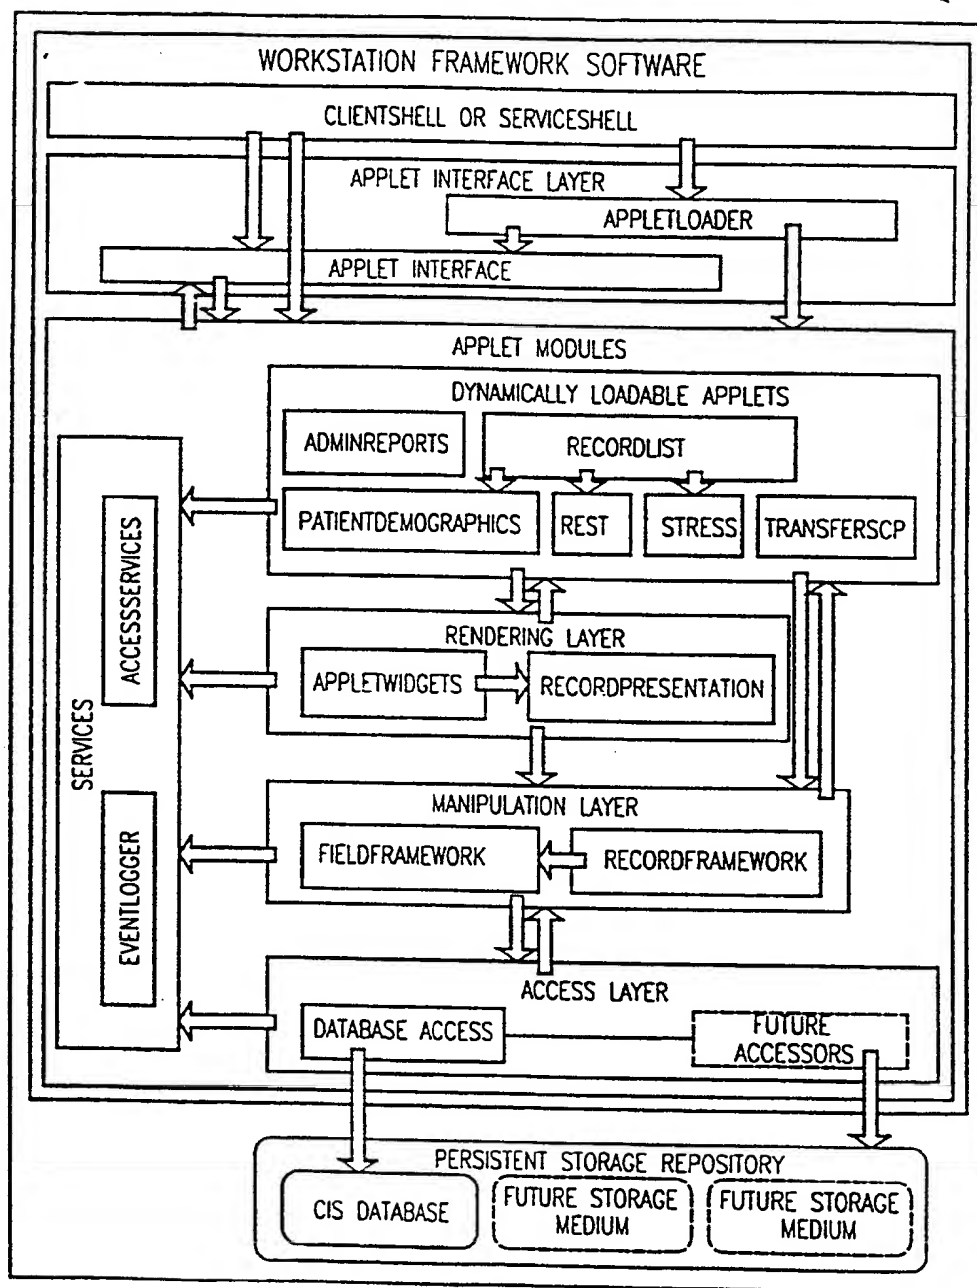 WORKSTATION FRAMEWORK SOFTWARE
CLIENTSHELL OR SERVICESHELL
APPLET INTERFACE LAYER
APPLETLOADER
APPLET INTERFACE
APPLET MODULES
DYNAMICALLY LOADABLE APPLETS
ADMINREPORTS
RECORDLIST
PATIENTDEMOGRAPHICS
REST
STRESS
TRANSFERSCP
SERVICES
ACCESSSERVICES
EVENTLOGGER
RENDERING LAYER
APPLETWIDGETS
RECORDPRESENTATION
MANIPULATION LAYER
FIELDFRAMEWORK
RECORDFRAMEWORK
ACCESS LAYER
DATABASE ACCESS
FUTURE
ACCESSORS
PERSISTENT STORAGE REPOSITORY
CIS DATABASE
FUTURE STORAGE
MEDIUM
FUTURE STORAGE
MEDIUM